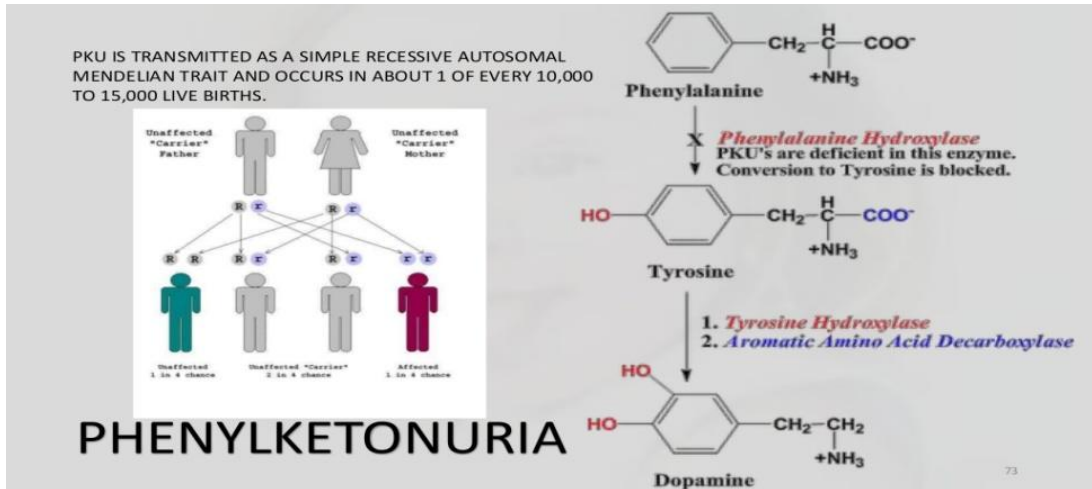 PKU IS TRANSMITTED AS A SIMPLE RECESSIVE AUTOSOMAL
MENDELIAN TRAIT AND OCCURS IN ABOUT 1 OF EVERY 10,000
TO 15,000 LIVE BIRTHS.
Unaffected
"Carrier"
Father
Unaffected
"Carrier"
Mother
R r R r
R R R r R r r r
Unaffected
1 in 4 chance
Unaffected "Carrier"
2 in 4 chance
Affected
1 in 4 chance
PHENYLKETONURIA
H
CH₂-C-COO⁻
+NH₃
Phenylalanine
X Phenylalanine Hydroxylase
PKU's are deficient in this enzyme.
Conversion to Tyrosine is blocked.
H
HO CH₂-C-COO⁻
+NH₃
Tyrosine
1. Tyrosine Hydroxylase
2. Aromatic Amino Acid Decarboxylase
HO
HO CH₂-CH₂
+NH₃
Dopamine
73